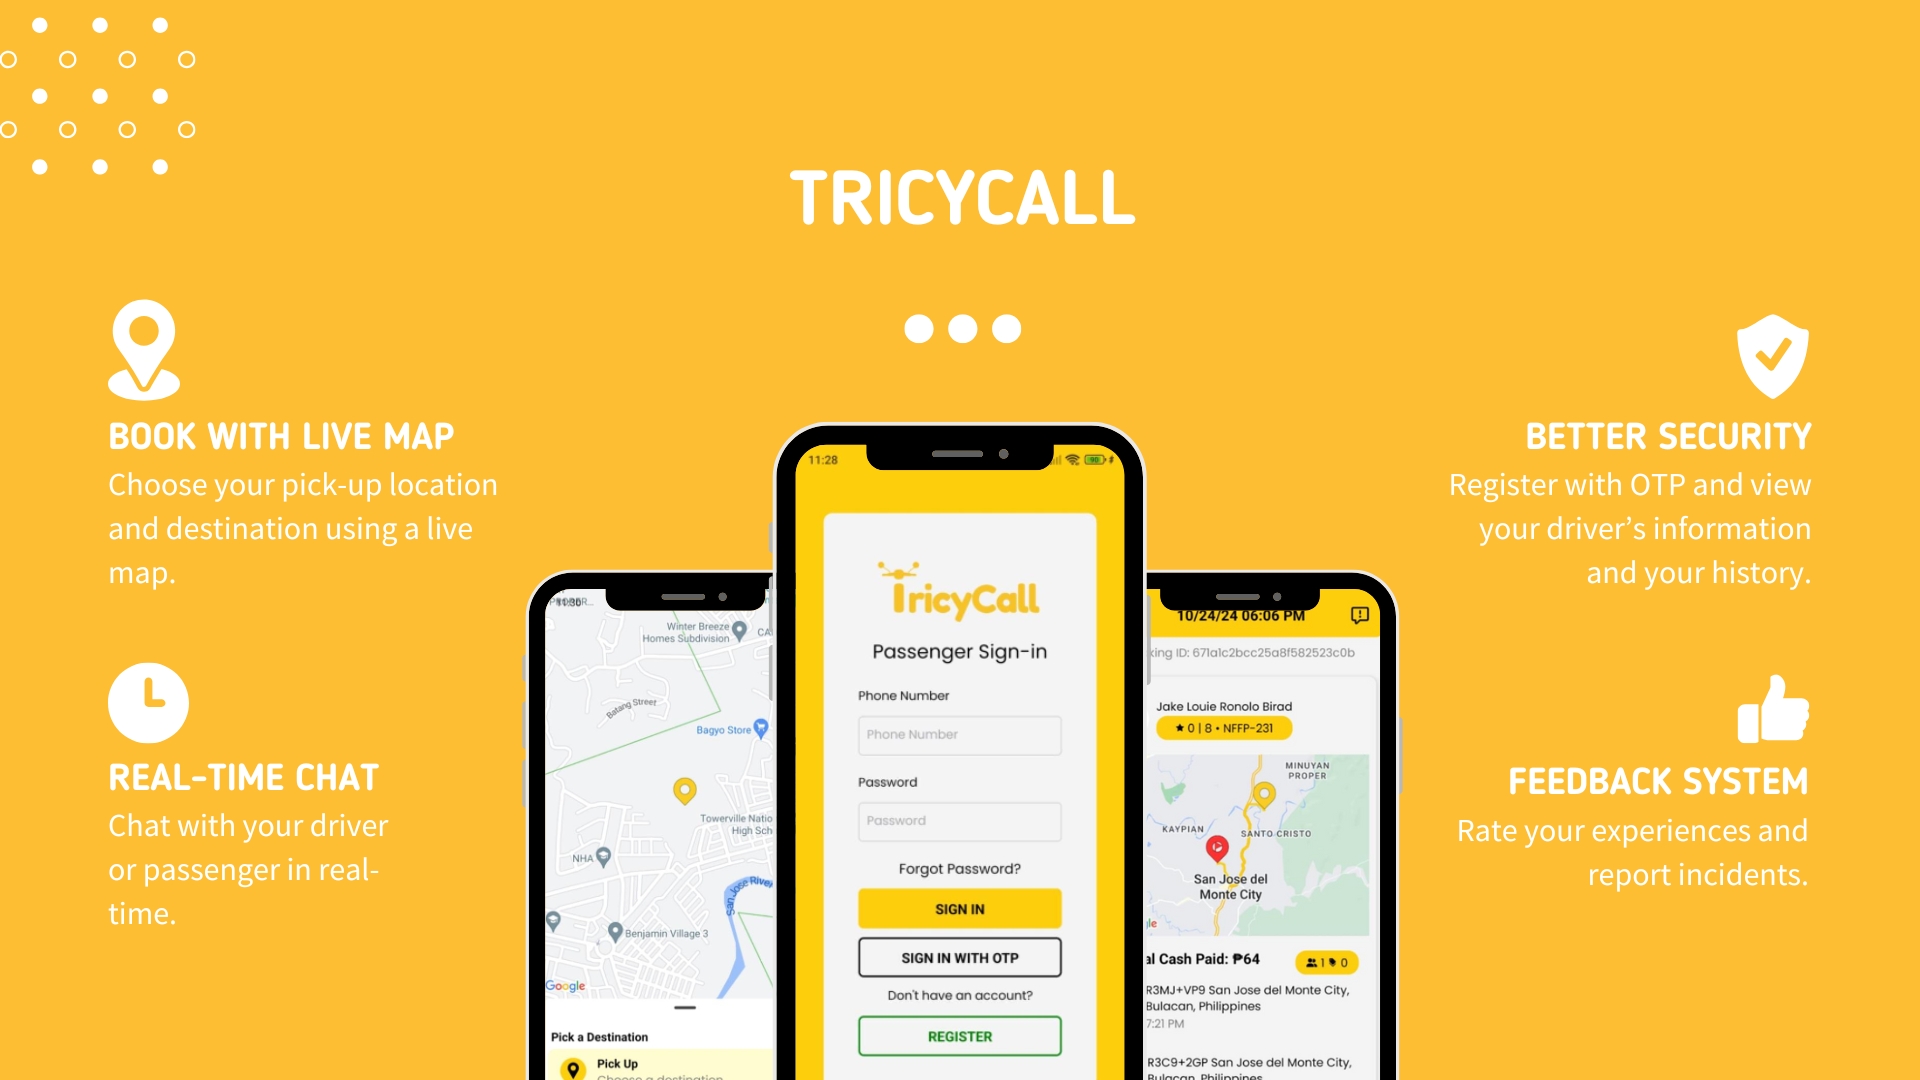 TRICYCALL
BOOK WITH LIVE MAP
Choose your pick-up location
and destination using a live
map.
REAL-TIME CHAT
Chat with your driver
or passenger in real-
time.
BETTER SECURITY
Register with OTP and view
your driver’s information
and your history.
FEEDBACK SYSTEM
Rate your experiences and
report incidents.
11:30
Winter Breeze
Homes Subdivision
CA
Batang Street
Bagyo Store
Towerville Natio
High Sch
NHA
San Jose River
Benjamin Village 3
Google
Pick a Destination
Pick Up
Choose a destination
11:28
TricyCall
Passenger Sign-in
Phone Number
Phone Number
Password
Password
Forgot Password?
SIGN IN
SIGN IN WITH OTP
Don't have an account?
REGISTER
10/24/24 06:06 PM
king ID: 671a1c2bcc25a8f582523c0b
Jake Louie Ronolo Birad
★ 0 | 8 • NFFP-231
MINUYAN
PROPER
KAYPIAN
SANTO CRISTO
San Jose del
Monte City
gle
al Cash Paid: ₱64
1 0
R3MJ+VP9 San Jose del Monte City,
Bulacan, Philippines
7:21 PM
R3C9+2GP San Jose del Monte City,
Bulacan, Philippines